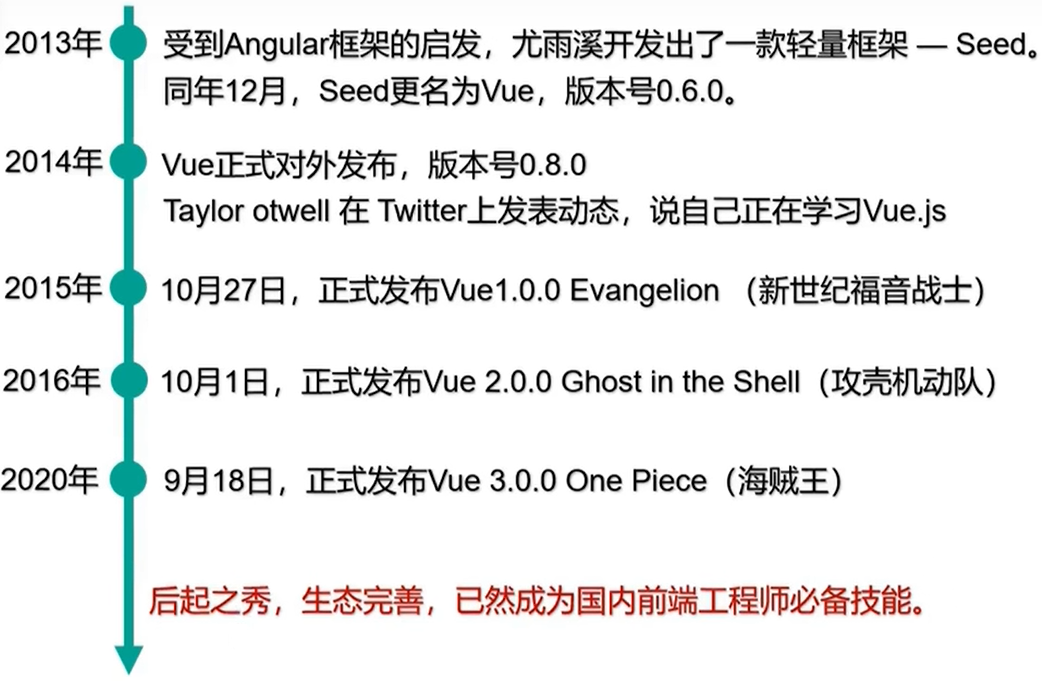 2013年 受到Angular框架的启发，尤雨溪开发出了一款轻量框架 — Seed。
同年12月，Seed更名为Vue，版本号0.6.0。
2014年 Vue正式对外发布，版本号0.8.0
Taylor otwell 在 Twitter上发表动态，说自己正在学习Vue.js
2015年 10月27日，正式发布Vue1.0.0 Evangelion （新世纪福音战士）
2016年 10月1日，正式发布Vue 2.0.0 Ghost in the Shell（攻壳机动队）
2020年 9月18日，正式发布Vue 3.0.0 One Piece（海贼王）
后起之秀，生态完善，已然成为国内前端工程师必备技能。